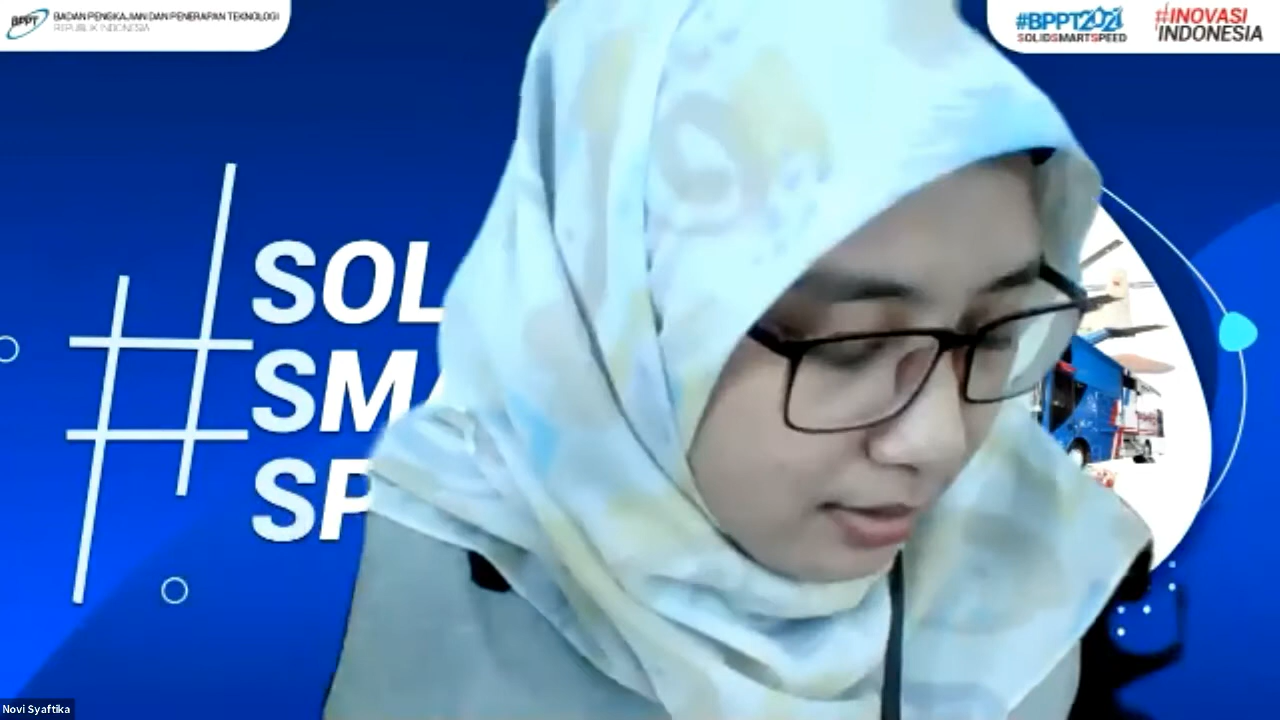 BPPT
BADAN PENGKAJIAN DAN PENERAPAN TEKNOLOGI
REPUBLIK INDONESIA
#BPPT2021
SOLIDSMARTSPEED
#INOVASI
INDONESIA
#SOL
SM
SP
Novi Syaftika